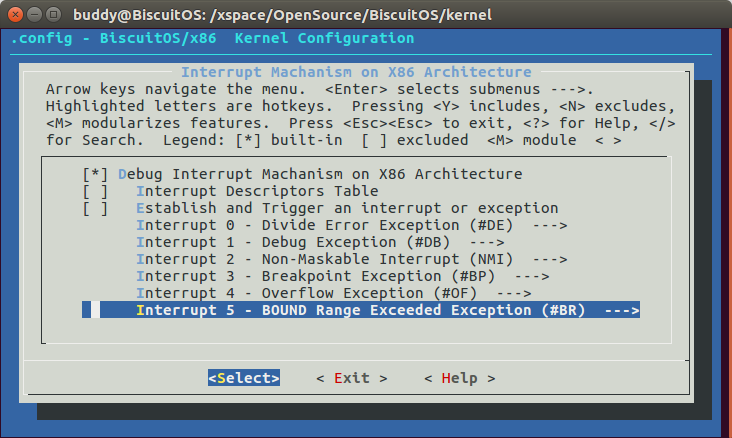 buddy@BiscuitOS: /xspace/OpenSource/BiscuitOS/kernel
.config - BiscuitOS/x86  Kernel Configuration
Interrupt Machanism on X86 Architecture
Arrow keys navigate the menu.  <Enter> selects submenus --->.
Highlighted letters are hotkeys.  Pressing <Y> includes, <N> excludes,
<M> modularizes features.  Press <Esc><Esc> to exit, <?> for Help, </>
for Search.  Legend: [*] built-in  [ ] excluded  <M> module  < >
[*] Debug Interrupt Machanism on X86 Architecture
[ ]   Interrupt Descriptors Table
[ ]   Establish and Trigger an interrupt or exception
Interrupt 0 - Divide Error Exception (#DE)  --->
Interrupt 1 - Debug Exception (#DB)  --->
Interrupt 2 - Non-Maskable Interrupt (NMI)  --->
Interrupt 3 - Breakpoint Exception (#BP)  --->
Interrupt 4 - Overflow Exception (#OF)  --->
Interrupt 5 - BOUND Range Exceeded Exception (#BR)  --->
<Select>    < Exit >    < Help >